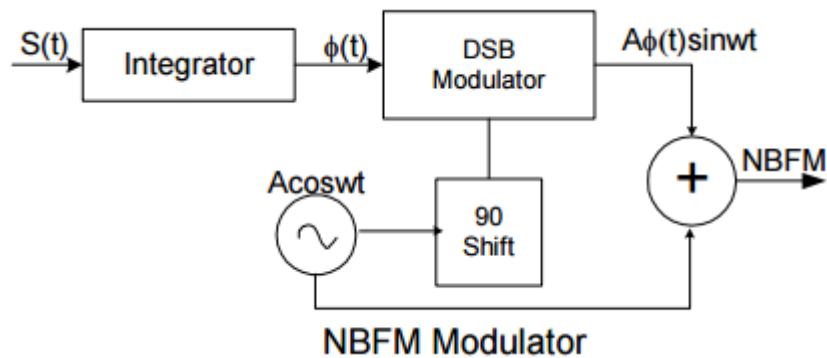 S(t)
Integrator
ϕ(t)
DSB
Modulator
Aϕ(t)sinwt
Acoswt
90
Shift
+
NBFM
NBFM Modulator